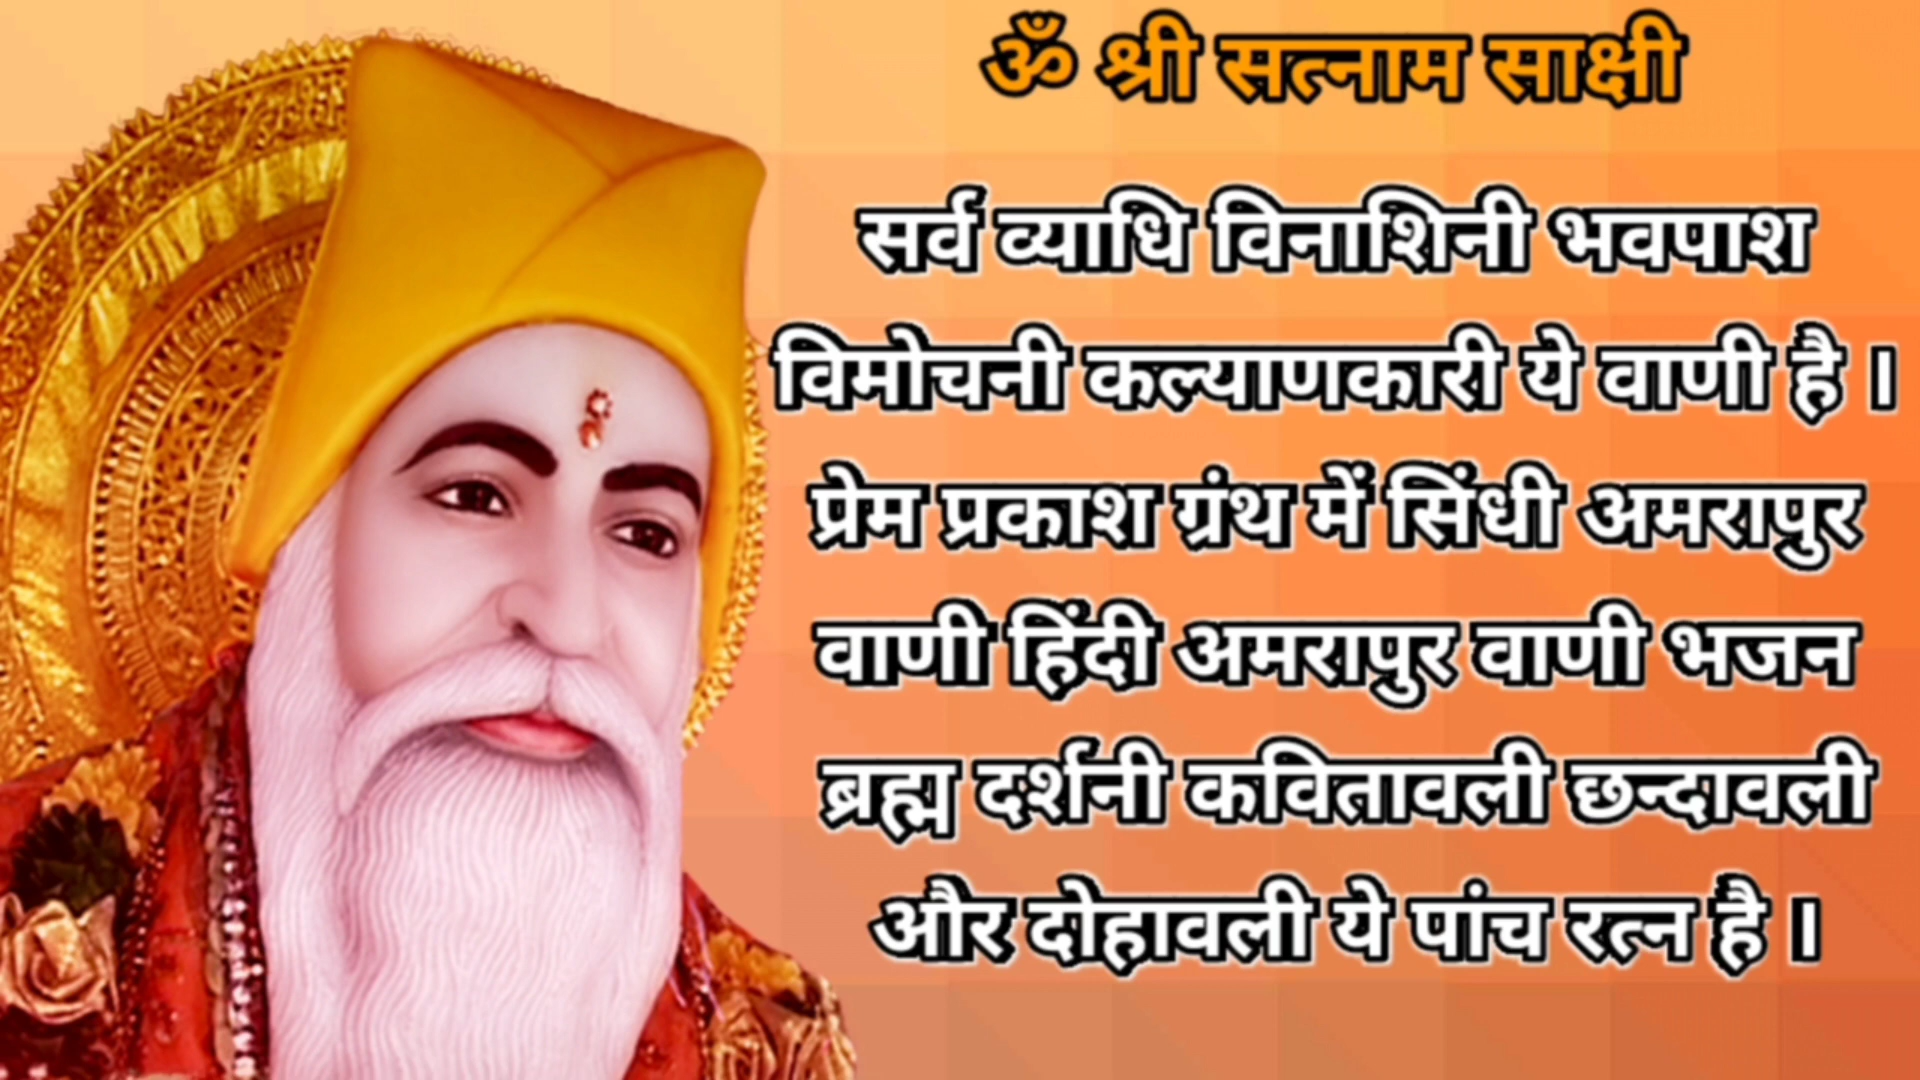 ॐ श्री सत्नाम साक्षी
सर्व व्याधि विनाशिनी भवपाश
विमोचनी कल्याणकारी ये वाणी है ।
प्रेम प्रकाश ग्रंथ में सिंधी अमरापुर
वाणी हिंदी अमरापुर वाणी भजन
ब्रह्म दर्शनी कवितावली छन्दावली
और दोहावली ये पांच रत्न है ।